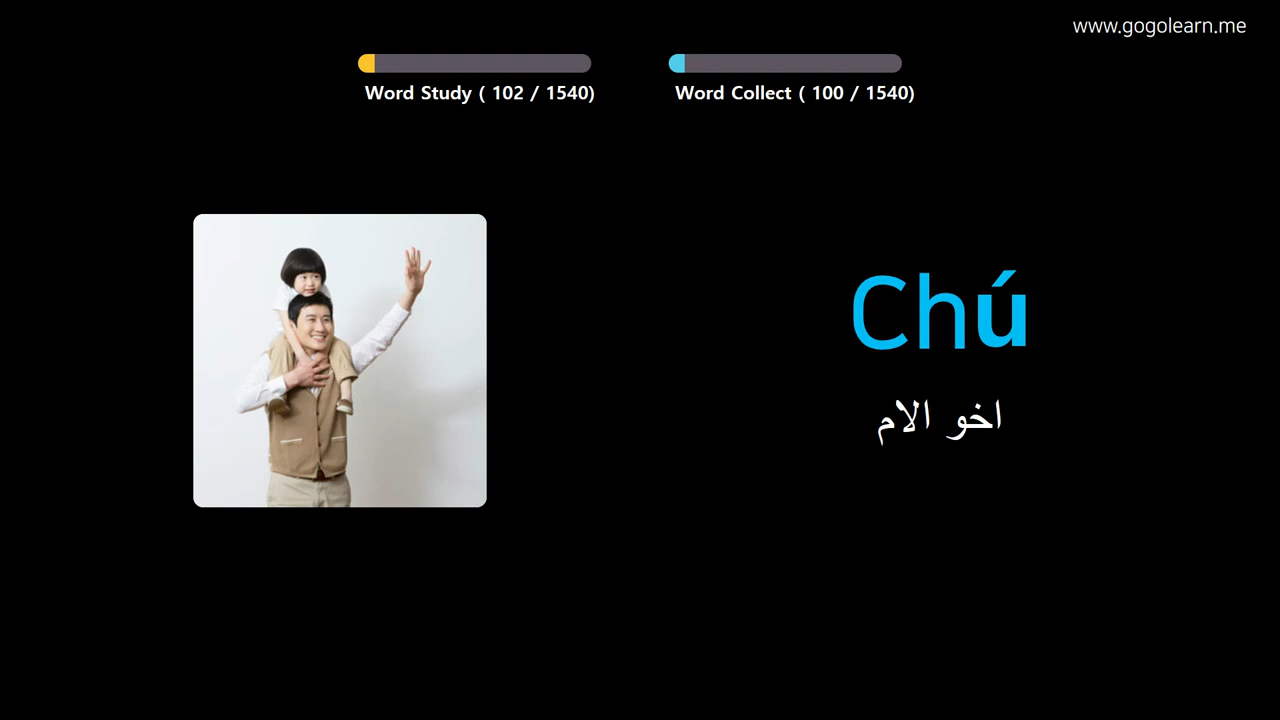 www.gogolearn.me
Word Study ( 102 / 1540)
Word Collect ( 100 / 1540)
Chú
اخو الام